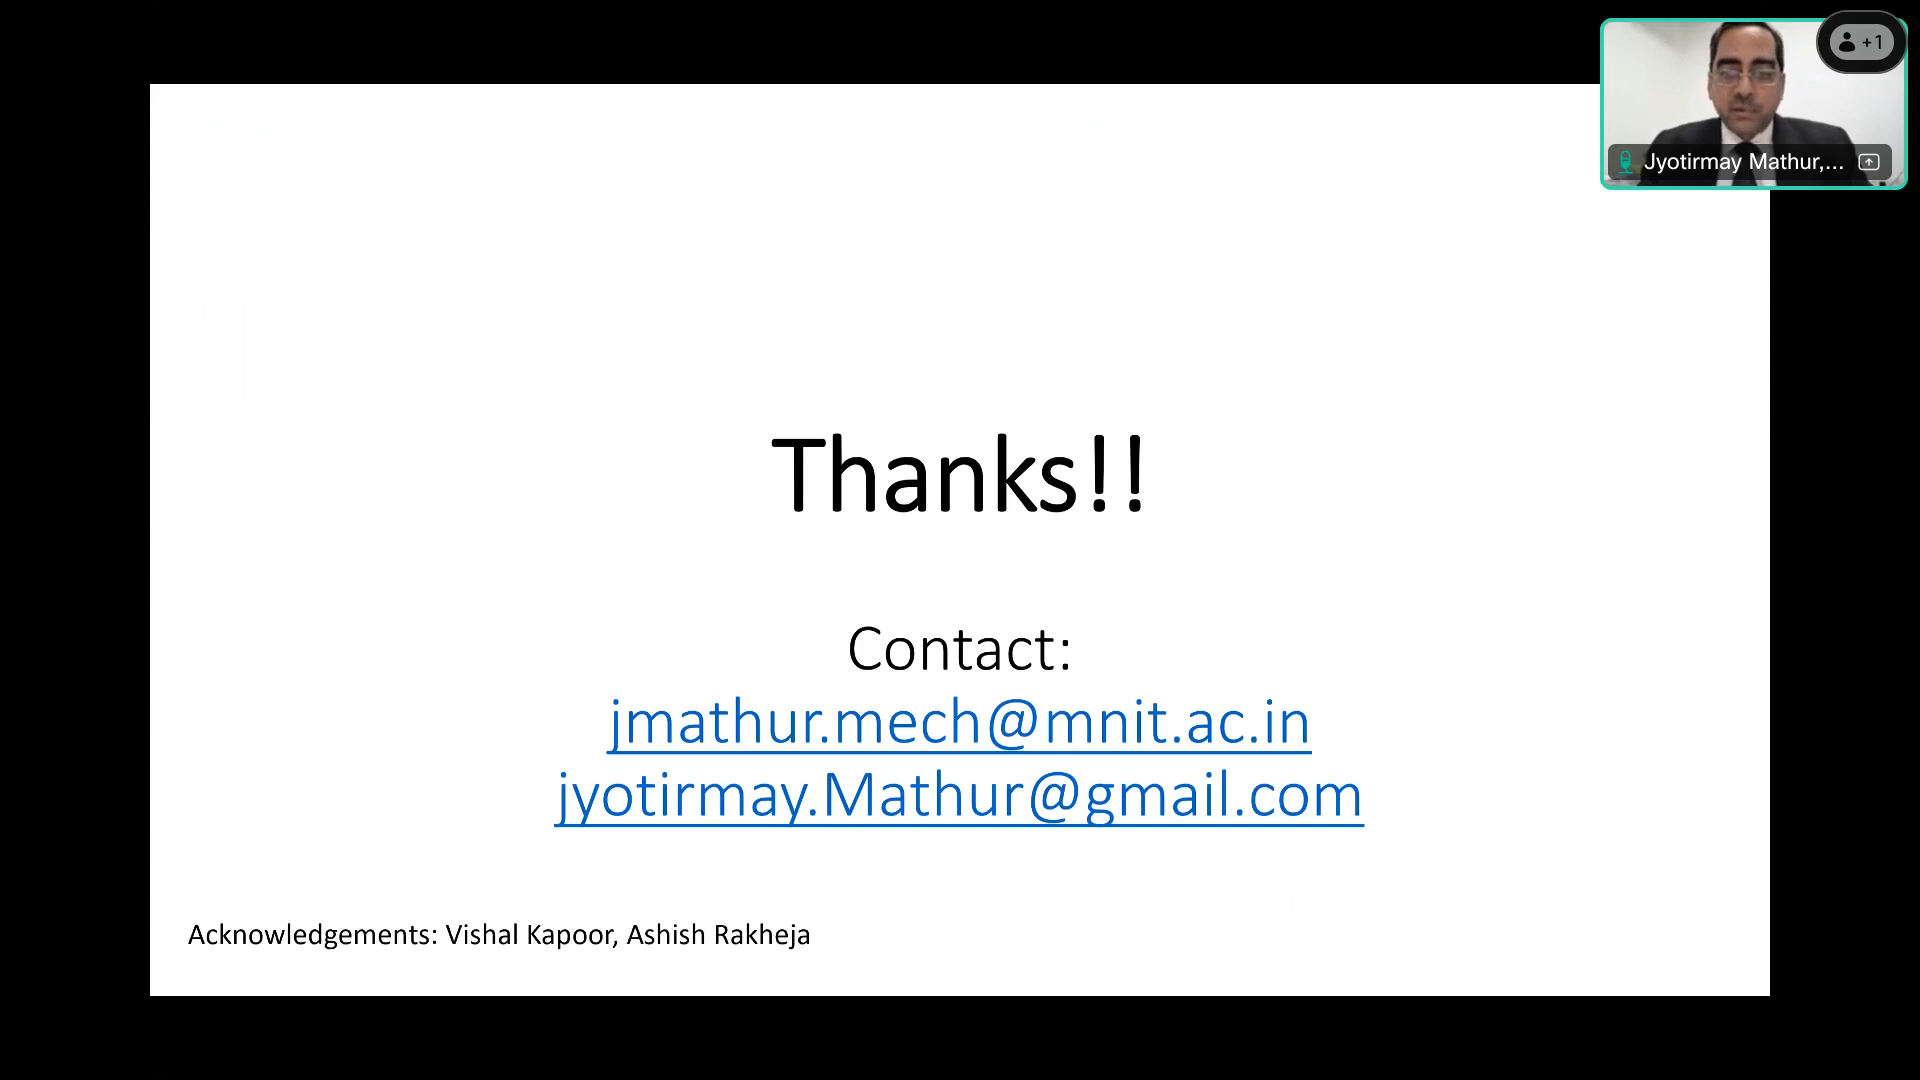 +1
Jyotirmay Mathur,...
Thanks!!
Contact:
jmathur.mech@mnit.ac.in
jyotirmay.Mathur@gmail.com
Acknowledgements: Vishal Kapoor, Ashish Rakheja